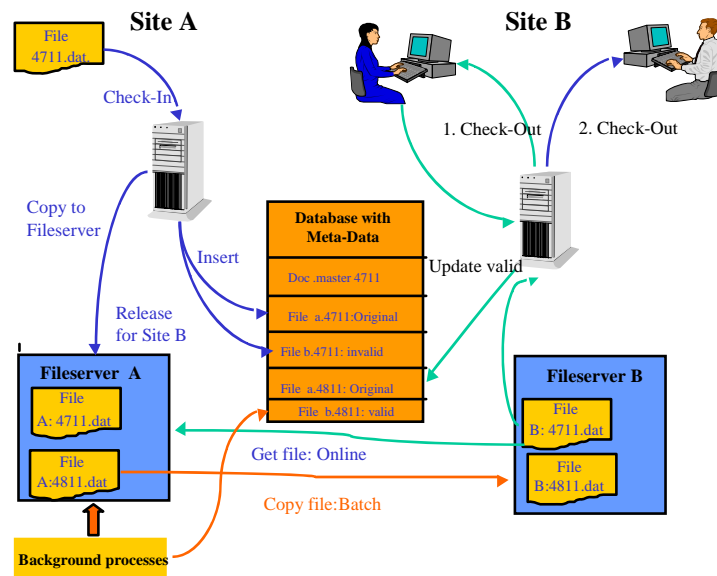 Site A
Site B
File
4711.dat.
Check-In
1. Check-Out
2. Check-Out
Copy to
Fileserver
Insert
Database with
Meta-Data
Doc .master 4711
File a.4711:Original
File b.4711: invalid
File a.4811: Original
File b.4811: valid
Update valid
Release
for Site B
Fileserver A
File
A: 4711.dat
File
A:4811.dat
Fileserver B
File
B: 4711.dat
File
B:4811.dat
Get file: Online
Copy file:Batch
Background processes